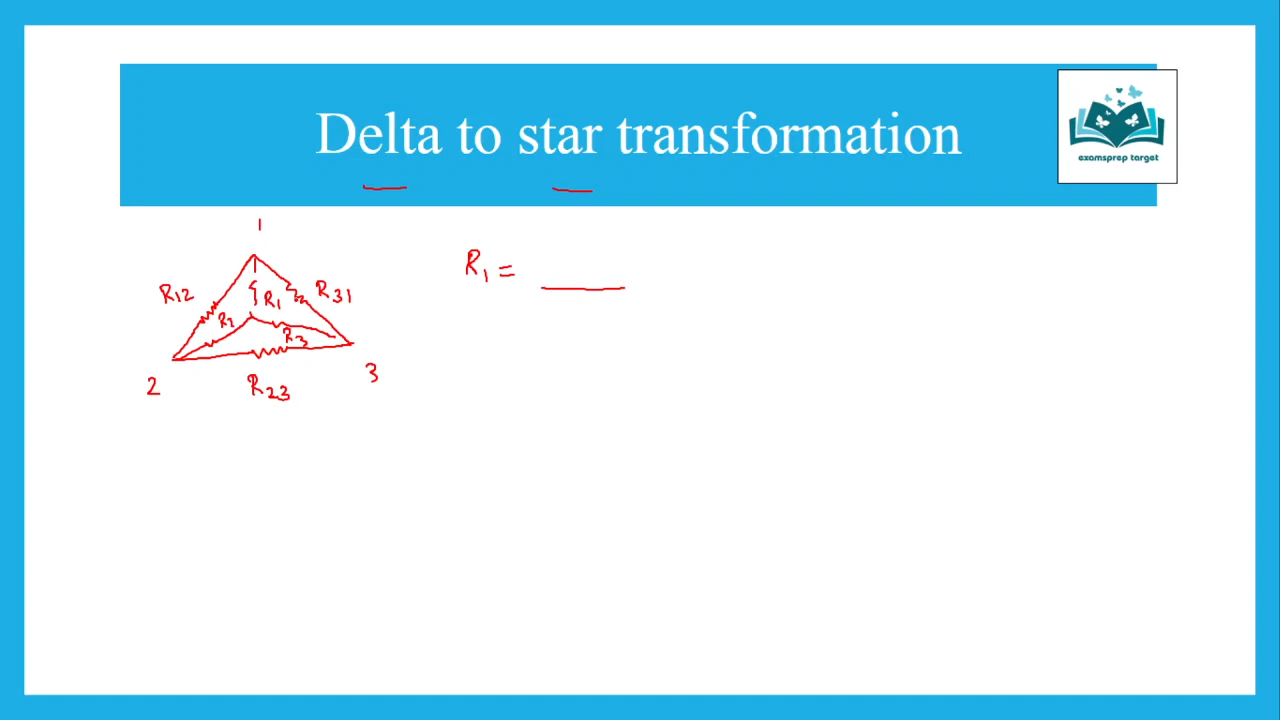 Delta to star transformation
examsprep target
1
R12
R1
R31
R2
R3
2
R23
3
R1 =